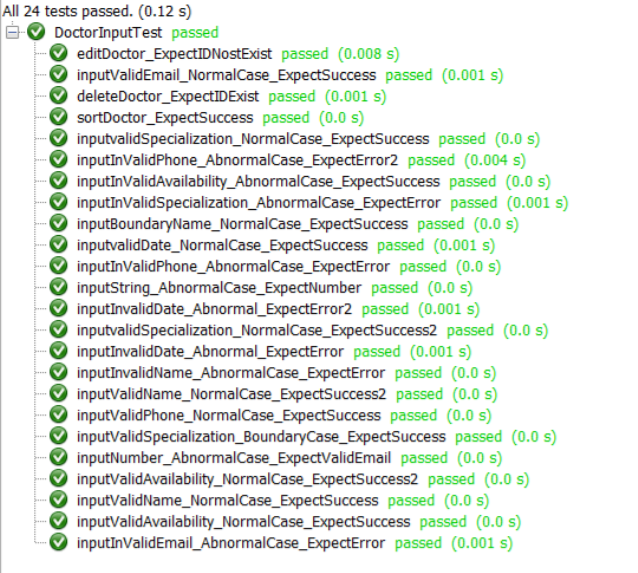 All 24 tests passed. (0.12 s)
DoctorInputTest passed
editDoctor_ExpectIDNostExist passed (0.008 s)
inputValidEmail_NormalCase_ExpectSuccess passed (0.001 s)
deleteDoctor_ExpectIDExist passed (0.001 s)
sortDoctor_ExpectSuccess passed (0.0 s)
inputvalidSpecialization_NormalCase_ExpectSuccess passed (0.0 s)
inputInValidPhone_AbnormalCase_ExpectError2 passed (0.004 s)
inputInValidAvailability_AbnormalCase_ExpectSuccess passed (0.0 s)
inputInValidSpecialization_AbnormalCase_ExpectError passed (0.001 s)
inputBoundaryName_NormalCase_ExpectSuccess passed (0.0 s)
inputvalidDate_NormalCase_ExpectSuccess passed (0.001 s)
inputInValidPhone_AbnormalCase_ExpectError passed (0.0 s)
inputString_AbnormalCase_ExpectNumber passed (0.0 s)
inputInvalidDate_Abnormal_ExpectError2 passed (0.001 s)
inputvalidSpecialization_NormalCase_ExpectSuccess2 passed (0.0 s)
inputInvalidDate_Abnormal_ExpectError passed (0.001 s)
inputInvalidName_AbnormalCase_ExpectError passed (0.0 s)
inputValidName_NormalCase_ExpectSuccess2 passed (0.0 s)
inputValidPhone_NormalCase_ExpectSuccess passed (0.0 s)
inputValidSpecialization_BoundaryCase_ExpectSuccess passed (0.0 s)
inputNumber_AbnormalCase_ExpectValidEmail passed (0.0 s)
inputValidAvailability_NormalCase_ExpectSuccess2 passed (0.0 s)
inputValidName_NormalCase_ExpectSuccess passed (0.0 s)
inputValidAvailability_NormalCase_ExpectSuccess passed (0.0 s)
inputInValidEmail_AbnormalCase_ExpectError passed (0.001 s)